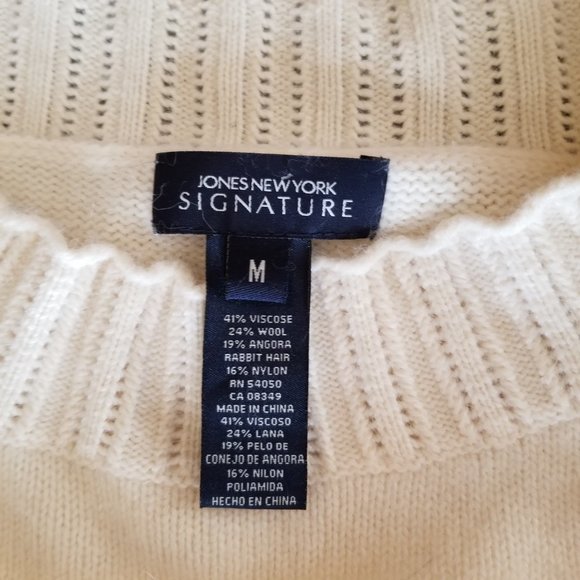 JONES NEW YORK
SIGNATURE
M
41% VISCOSE
24% WOOL
19% ANGORA
RABBIT HAIR
16% NYLON
RN 54050
CA 08349
MADE IN CHINA
41% VISCOSO
24% LANA
19% PELO DE
CONEJO DE ANGORA
16% NILON
POLIAMIDA
HECHO EN CHINA